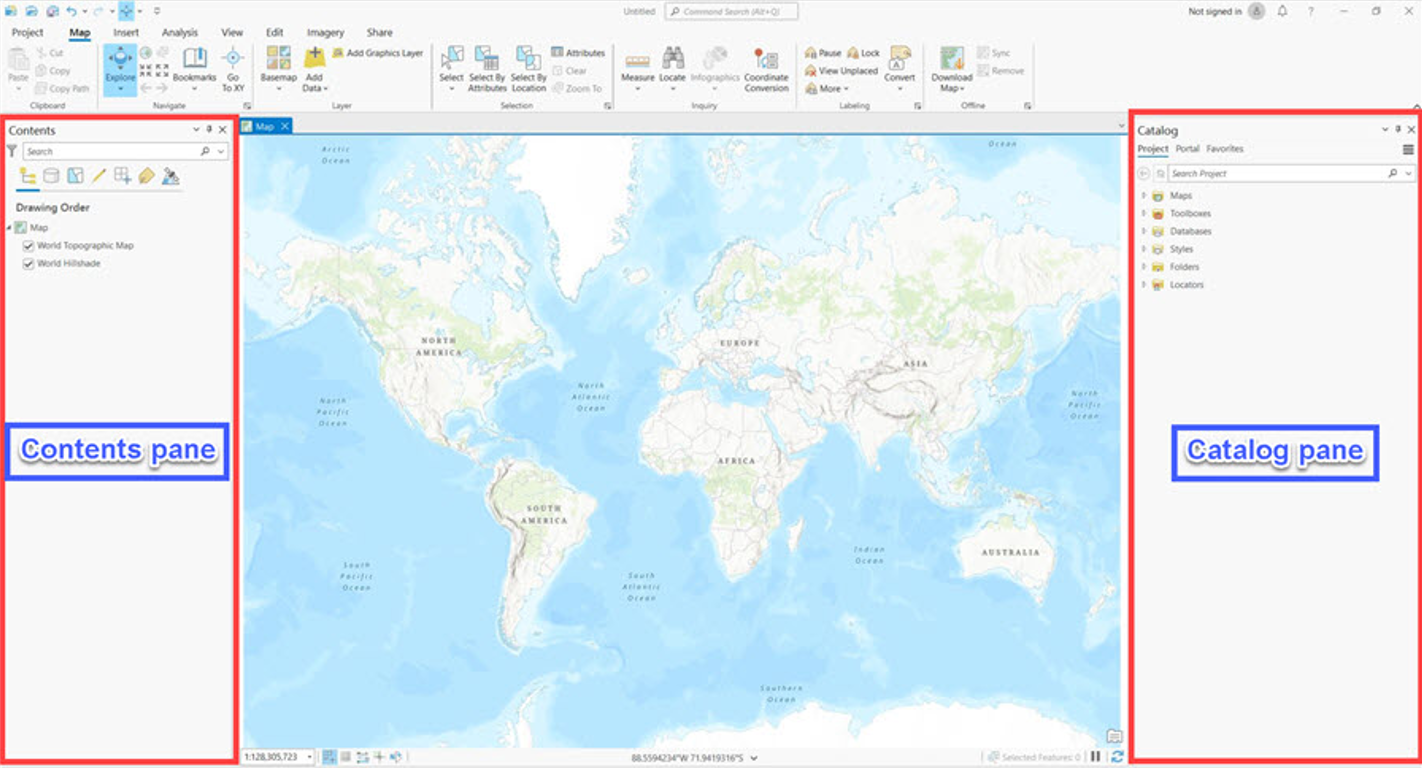 Untitled
Command Search (Alt+Q)
Not signed in
Project Map Insert Analysis View Edit Imagery Share
Paste
Cut
Copy
Copy Path
Clipboard
Explore
Bookmarks
Go
To XY
Navigate
Basemap
Add
Data
Add Graphics Layer
Layer
Select
Select By
Attributes
Select By
Location
Attributes
Clear
Zoom To
Selection
Measure
Locate
Infographics
Coordinate
Conversion
Inquiry
Pause
Lock
View Unplaced
More
Convert
Labeling
Download
Map
Sync
Remove
Offline
Contents
Search
Drawing Order
Map
World Topographic Map
World Hillshade
Contents pane
Map
Arctic
Ocean
Ocean
NORTH
AMERICA
EUROPE
ASIA
North
Atlantic
Ocean
North
Pacific
Ocean
North
Pacific
Ocean
AFRICA
SOUTH
AMERICA
Indian
Ocean
AUSTRALIA
South
Pacific
Ocean
South
Atlantic
Ocean
Southern
Ocean
1:128,305,723
88.5594234°W 71.9419316°S
Selected Features: 0
Catalog
Project Portal Favorites
Search Project
Maps
Toolboxes
Databases
Styles
Folders
Locators
Catalog pane